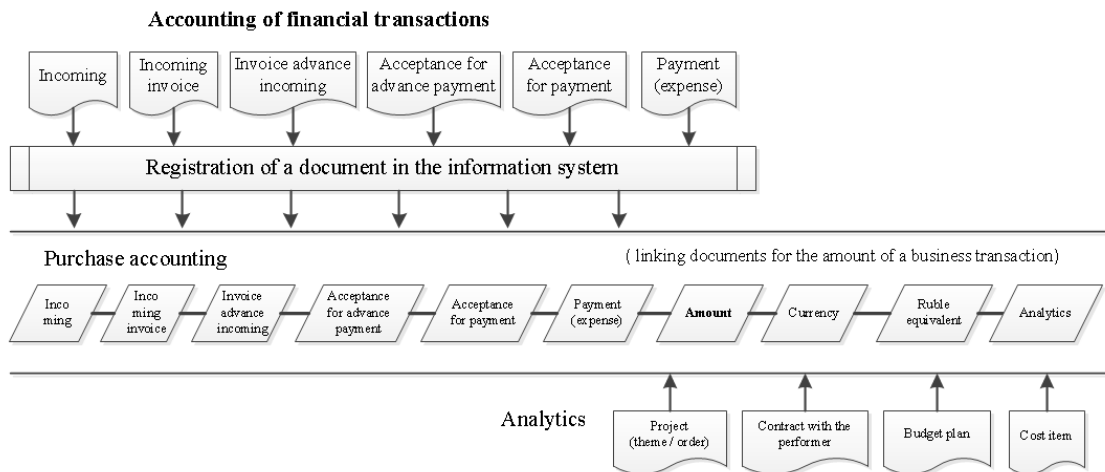 Accounting of financial transactions
Incoming
Incoming
invoice
Invoice advance
incoming
Acceptance for
advance payment
Acceptance
for payment
Payment
(expense)
Registration of a document in the information system
Purchase accounting
( linking documents for the amount of a business transaction)
Inco
ming
Inco
ming
invoice
Invoice
advance
incoming
Acceptance
for advance
payment
Acceptance
for payment
Payment
(expense)
Amount
Currency
Ruble
equivalent
Analytics
Analytics
Project
(theme / order)
Contract with the
performer
Budget plan
Cost item